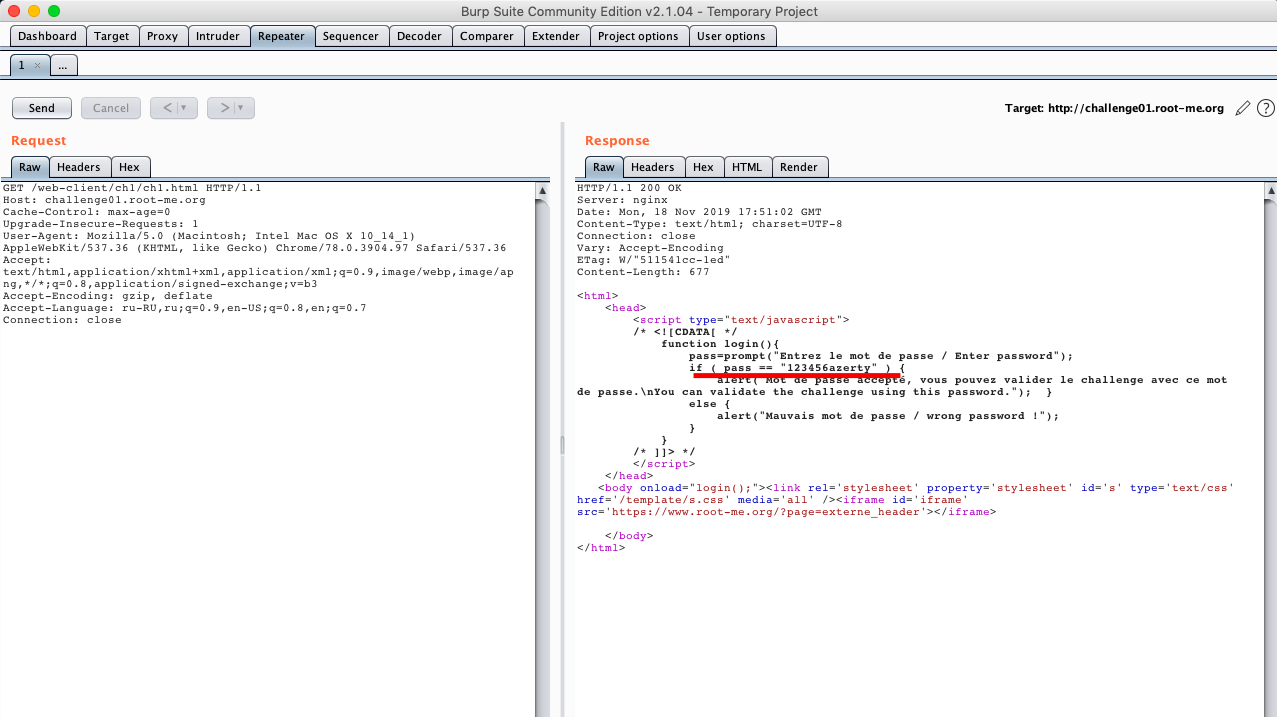 Burp Suite Community Edition v2.1.04 - Temporary Project
Dashboard Target Proxy Intruder Repeater Sequencer Decoder Comparer Extender Project options User options
1 × ...
Send Cancel < ▼ > ▼ Target: http://challenge01.root-me.org ?
Request
Raw Headers Hex
GET /web-client/ch1/ch1.html HTTP/1.1
Host: challenge01.root-me.org
Cache-Control: max-age=0
Upgrade-Insecure-Requests: 1
User-Agent: Mozilla/5.0 (Macintosh; Intel Mac OS X 10_14_1)
AppleWebKit/537.36 (KHTML, like Gecko) Chrome/78.0.3904.97 Safari/537.36
Accept:
text/html,application/xhtml+xml,application/xml;q=0.9,image/webp,image/ap
ng,*/*;q=0.8,application/signed-exchange;v=b3
Accept-Encoding: gzip, deflate
Accept-Language: ru-RU,ru;q=0.9,en-US;q=0.8,en;q=0.7
Connection: close
Response
Raw Headers Hex HTML Render
HTTP/1.1 200 OK
Server: nginx
Date: Mon, 18 Nov 2019 17:51:02 GMT
Content-Type: text/html; charset=UTF-8
Connection: close
Vary: Accept-Encoding
ETag: W/"511541cc-1ed"
Content-Length: 677
<html>
<head>
<script type="text/javascript">
/* <![CDATA[ */
function login(){
pass=prompt("Entrez le mot de passe / Enter password");
if ( pass == "123456azerty" ) {
alert("Mot de passe accepté, vous pouvez valider le challenge avec ce mot
de passe.\nYou can validate the challenge using this password."); }
else {
alert("Mauvais mot de passe / wrong password !");
}
}
/* ]]> */
</script>
</head>
<body onload="login();"><link rel='stylesheet' property='stylesheet' id='s' type='text/css'
href='/template/s.css' media='all' /><iframe id='iframe'
src='https://www.root-me.org/?page=externe_header'></iframe>
</body>
</html>